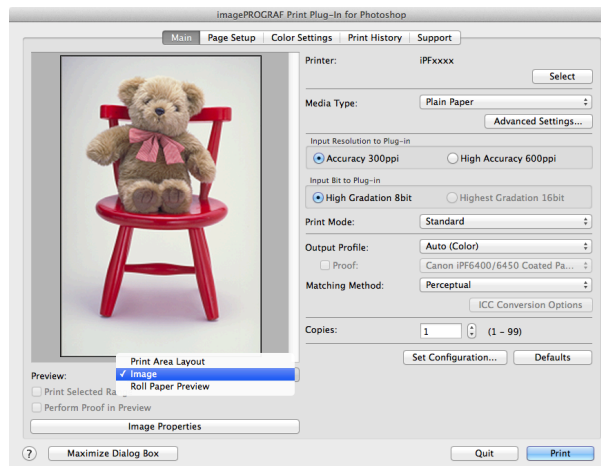 imagePROGRAF Print Plug-In for Photoshop
Main Page Setup Color Settings Print History Support
Printer: iPFxxxx
Select
Media Type: Plain Paper
Advanced Settings...
Input Resolution to Plug-in
Accuracy 300ppi High Accuracy 600ppi
Input Bit to Plug-in
High Gradation 8bit Highest Gradation 16bit
Print Mode: Standard
Output Profile: Auto (Color)
Proof: Canon iPF6400/6450 Coated Pa...
Matching Method: Perceptual
ICC Conversion Options
Copies: 1 (1 - 99)
Set Configuration... Defaults
Print Area Layout
Preview: ✓ Image
Roll Paper Preview
Print Selected Ra
Perform Proof in Preview
Image Properties
? Maximize Dialog Box Quit Print